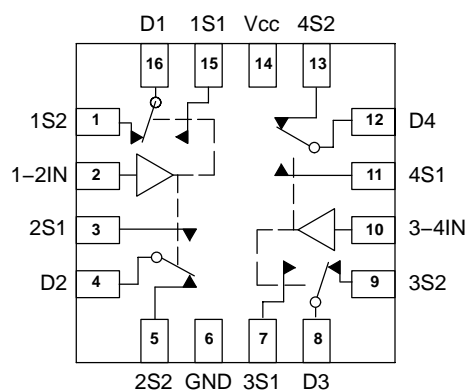 D1 1S1 Vcc 4S2
16 15 14 13
1S2 1 12 D4
1–2IN 2 11 4S1
2S1 3 10 3–4IN
D2 4 9 3S2
5 6 7 8
2S2 GND 3S1 D3